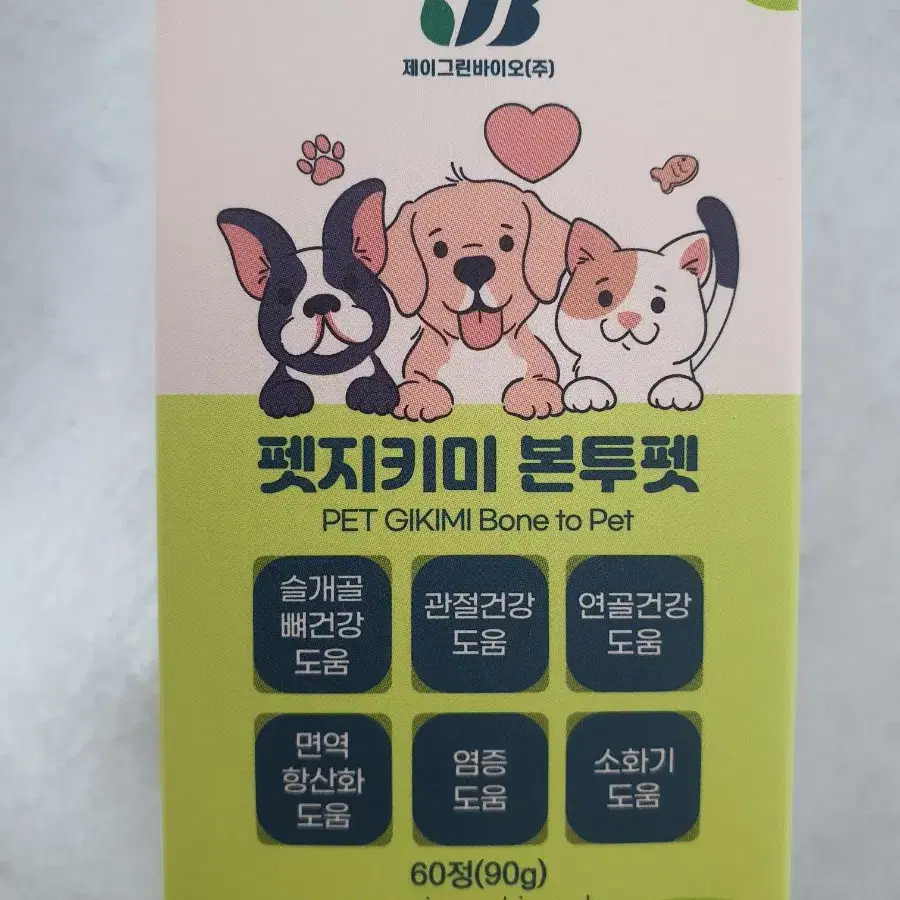 제이그린바이오(주)
펫지키미 본투펫
PET GIKIMI Bone to Pet
슬개골
뼈건강
도움
관절건강
도움
연골건강
도움
면역
항산화
도움
염증
도움
소화기
도움
60정(90g)